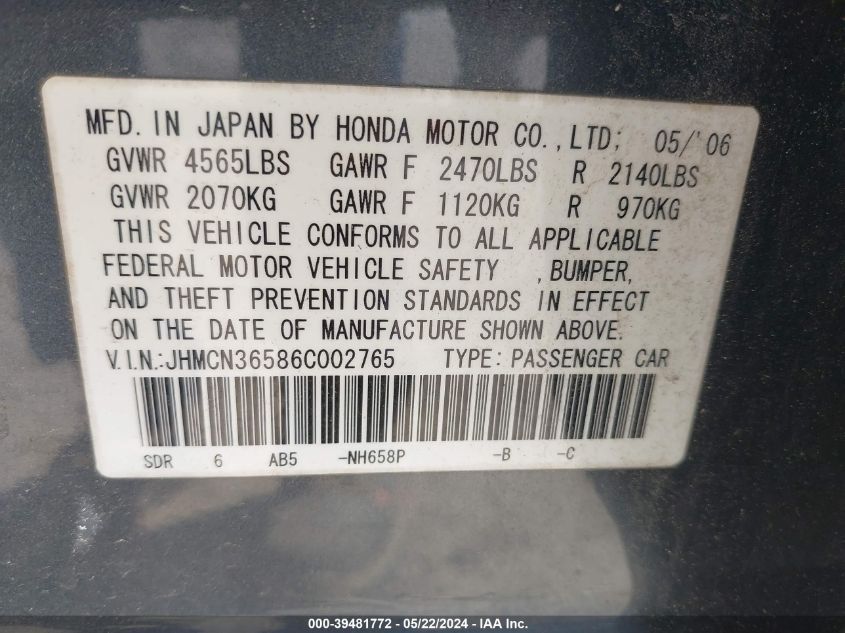 MFD. IN JAPAN BY HONDA MOTOR CO., LTD; 05/'06
GVWR 4565LBS GAWR F 2470LBS R 2140LBS
GVWR 2070KG GAWR F 1120KG R 970KG
THIS VEHICLE CONFORMS TO ALL APPLICABLE
FEDERAL MOTOR VEHICLE SAFETY , BUMPER,
AND THEFT PREVENTION STANDARDS IN EFFECT
ON THE DATE OF MANUFACTURE SHOWN ABOVE.
V.I.N.:JHMCN36586C002765 TYPE: PASSENGER CAR
SDR 6 AB5 -NH658P -B -C
000-39481772 - 05/22/2024 - IAA Inc.